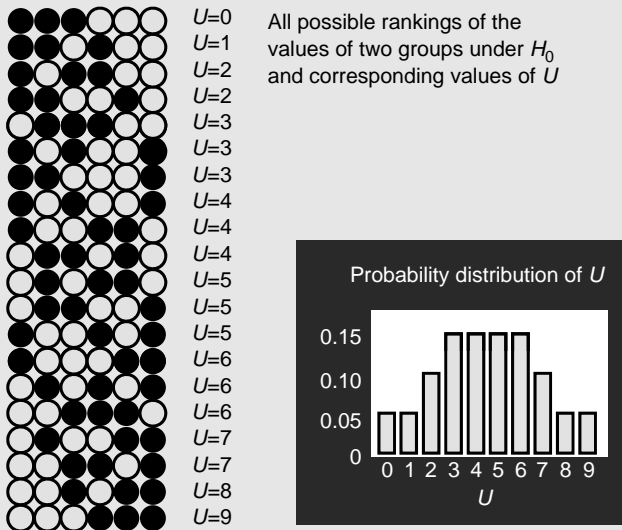 U=0
U=1
U=2
U=2
U=3
U=3
U=3
U=4
U=4
U=4
U=5
U=5
U=5
U=6
U=6
U=6
U=7
U=7
U=8
U=9
All possible rankings of the
values of two groups under H0
and corresponding values of U
Probability distribution of U
0.15
0.10
0.05
0
0 1 2 3 4 5 6 7 8 9
U